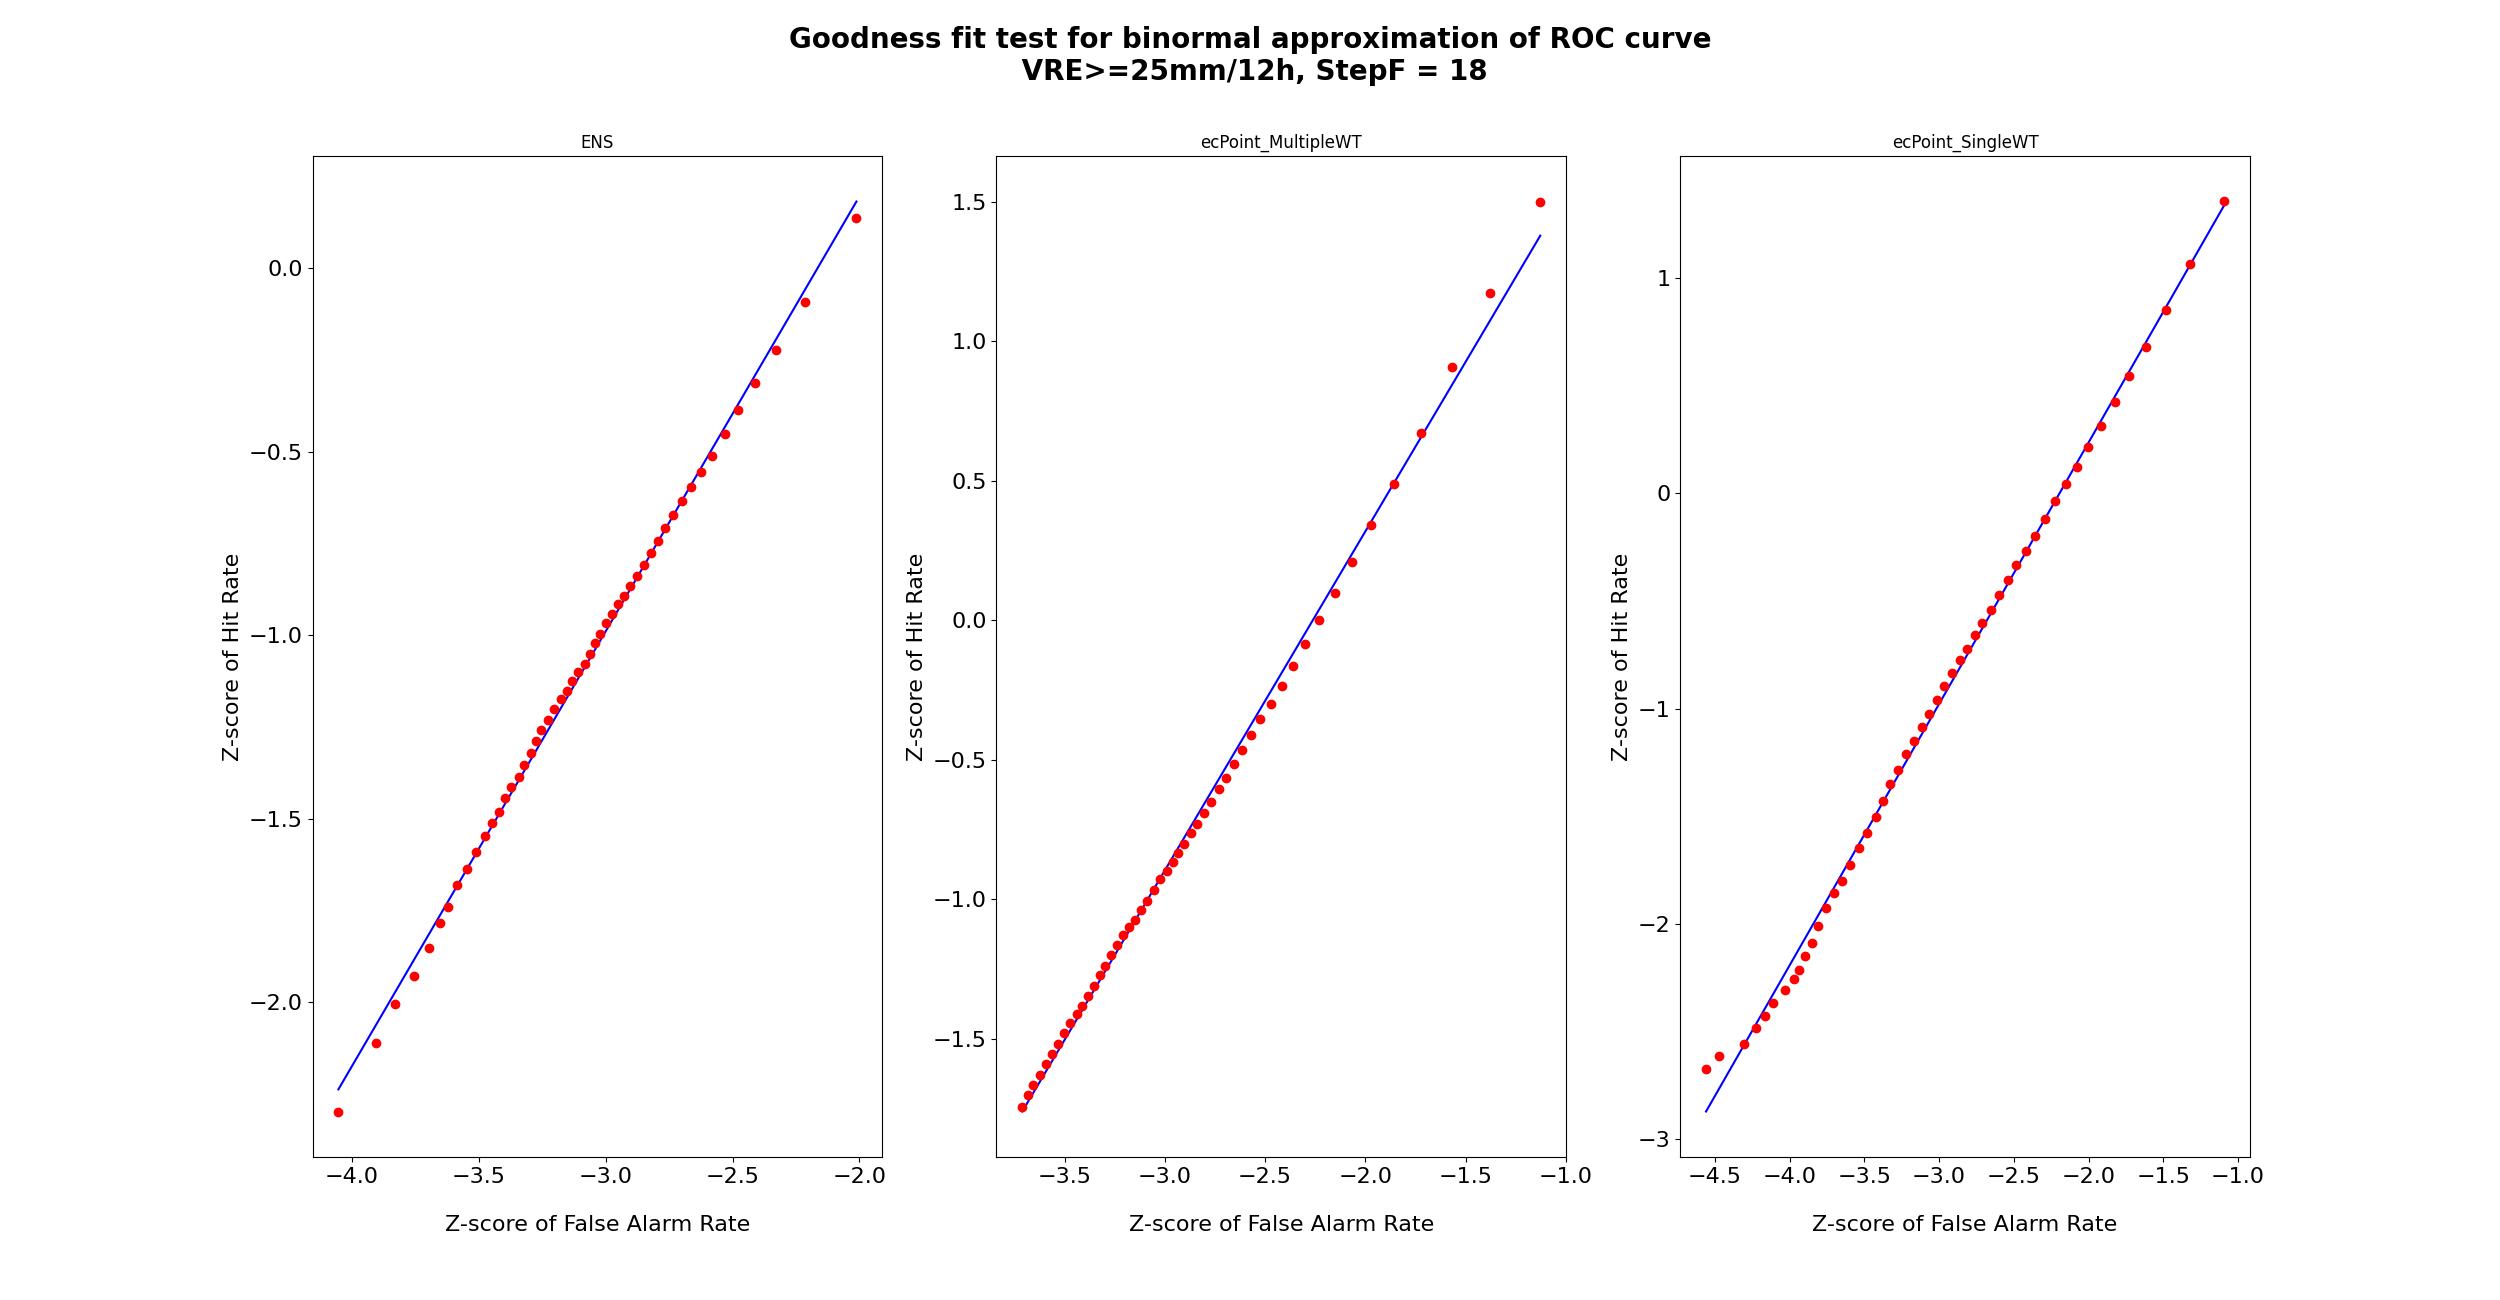 Goodness fit test for binormal approximation of ROC curve
VRE>=25mm/12h, StepF = 18
ENS
0.0
−0.5
−1.0
−1.5
−2.0
Z-score of Hit Rate
−4.0 −3.5 −3.0 −2.5 −2.0
Z-score of False Alarm Rate
ecPoint_MultipleWT
1.5
1.0
0.5
0.0
−0.5
−1.0
−1.5
Z-score of Hit Rate
−3.5 −3.0 −2.5 −2.0 −1.5 −1.0
Z-score of False Alarm Rate
ecPoint_SingleWT
1
0
−1
−2
−3
Z-score of Hit Rate
−4.5 −4.0 −3.5 −3.0 −2.5 −2.0 −1.5 −1.0
Z-score of False Alarm Rate